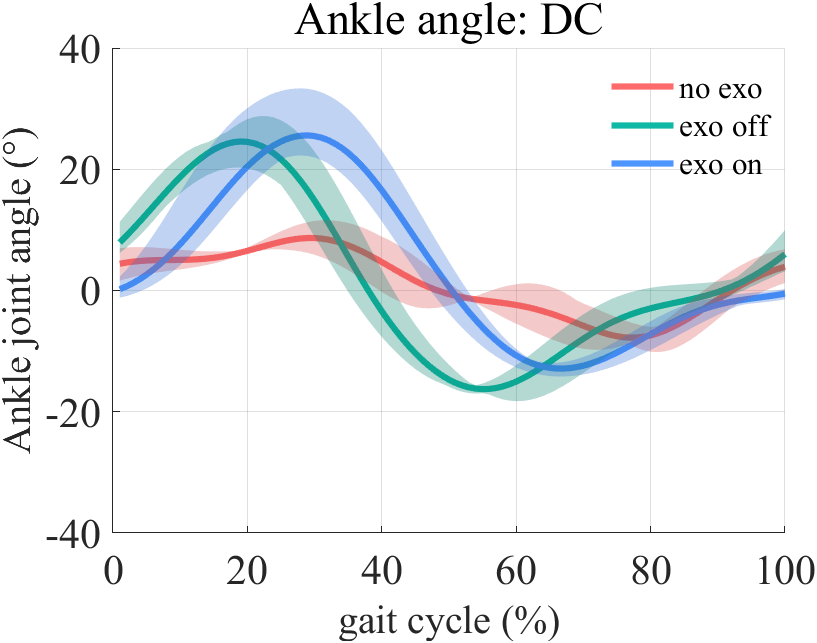 Ankle angle: DC
40
20
0
-20
-40
Ankle joint angle (°)
no exo
exo off
exo on
0 20 40 60 80 100
gait cycle (%)